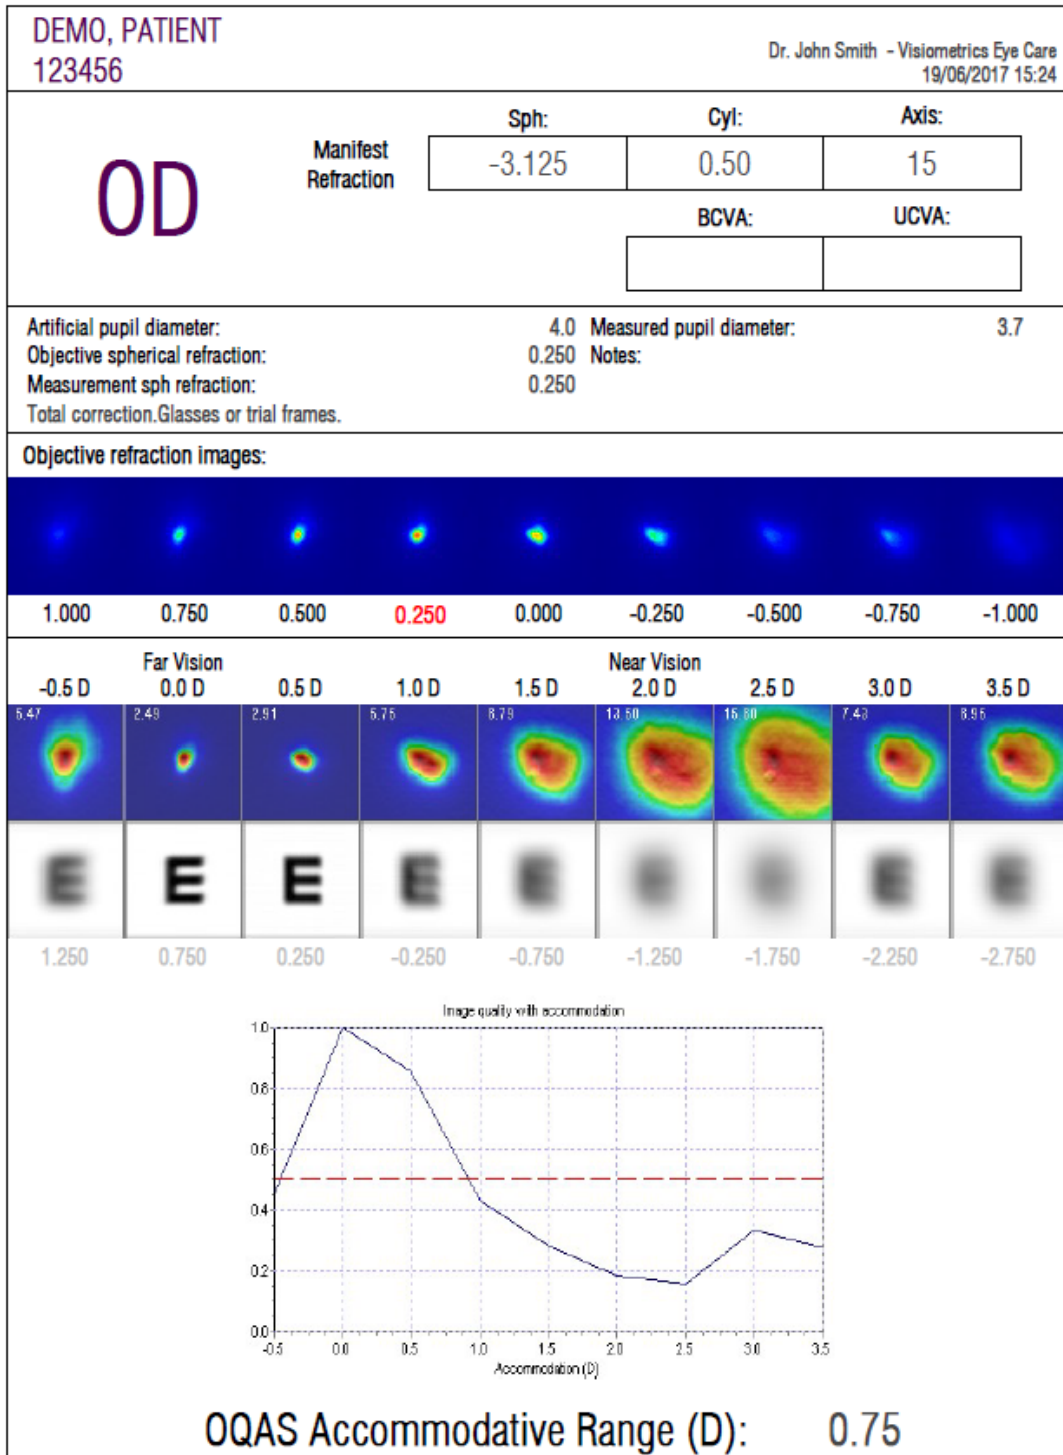 DEMO, PATIENT
123456
Dr. John Smith - Visiometrics Eye Care
19/06/2017 15:24
OD
Manifest Refraction
Sph: Cyl: Axis:
-3.125 0.50 15
BCVA: UCVA:
Artificial pupil diameter: 4.0 Measured pupil diameter: 3.7
Objective spherical refraction: 0.250 Notes:
Measurement sph refraction: 0.250
Total correction.Glasses or trial frames.
Objective refraction images:
1.000 0.750 0.500 0.250 0.000 -0.250 -0.500 -0.750 -1.000
Far Vision Near Vision
-0.5 D 0.0 D 0.5 D 1.0 D 1.5 D 2.0 D 2.5 D 3.0 D 3.5 D
5.47 2.49 2.91 5.75 8.79 13.50 15.80 7.43 8.95
E E E E E E
1.250 0.750 0.250 -0.250 -0.750 -1.250 -1.750 -2.250 -2.750
Image quality with accommodation
1.0
0.8
0.6
0.4
0.2
0.0
-0.5 0.0 0.5 1.0 1.5 2.0 2.5 3.0 3.5
Accommodation (D)
OQAS Accommodative Range (D): 0.75